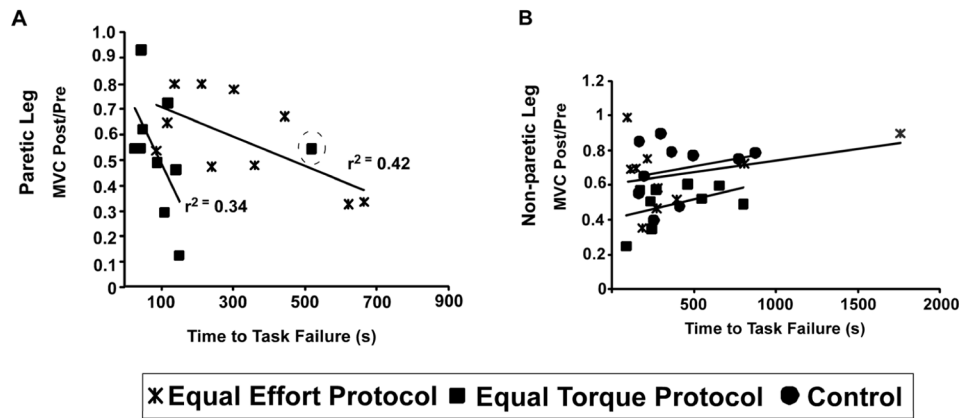 A
Paretic Leg
MVC Post/Pre
1.0
0.9
0.8
0.7
0.6
0.5
0.4
0.3
0.2
0.1
0
r² = 0.42
r² = 0.34
100
300
500
700
900
Time to Task Failure (s)
B
Non-paretic Leg
MVC Post/Pre
1.2
1
0.8
0.6
0.4
0.2
0
500
1000
1500
2000
Time to Task Failure (s)
Equal Effort Protocol Equal Torque Protocol Control